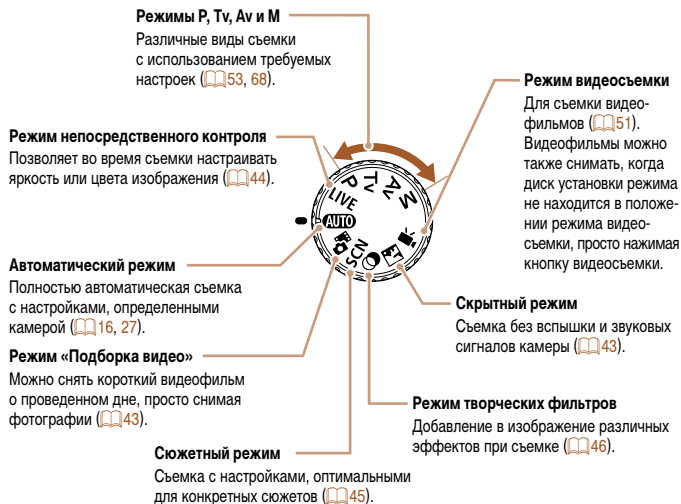 Режимы P, Tv, Av и M
Различные виды съемки
с использованием требуемых
настроек (53, 68).
Режим видеосъемки
Для съемки видео-
фильмов (51).
Видеофильмы можно
также снимать, когда
диск установки режима
не находится в положе-
нии режима видео-
съемки, просто нажимая
кнопку видеосъемки.
Режим непосредственного контроля
Позволяет во время съемки настраивать
яркость или цвета изображения (44).
P
Tv
Av
M
LIVE
AUTO
SCN
Автоматический режим
Полностью автоматическая съемка
с настройками, определенными
камерой (16, 27).
Скрытный режим
Съемка без вспышки и звуковых
сигналов камеры (43).
Режим «Подборка видео»
Можно снять короткий видеофильм
о проведенном дне, просто снимая
фотографии (43).
Режим творческих фильтров
Добавление в изображение различных
эффектов при съемке (46).
Сюжетный режим
Съемка с настройками, оптимальными
для конкретных сюжетов (45).